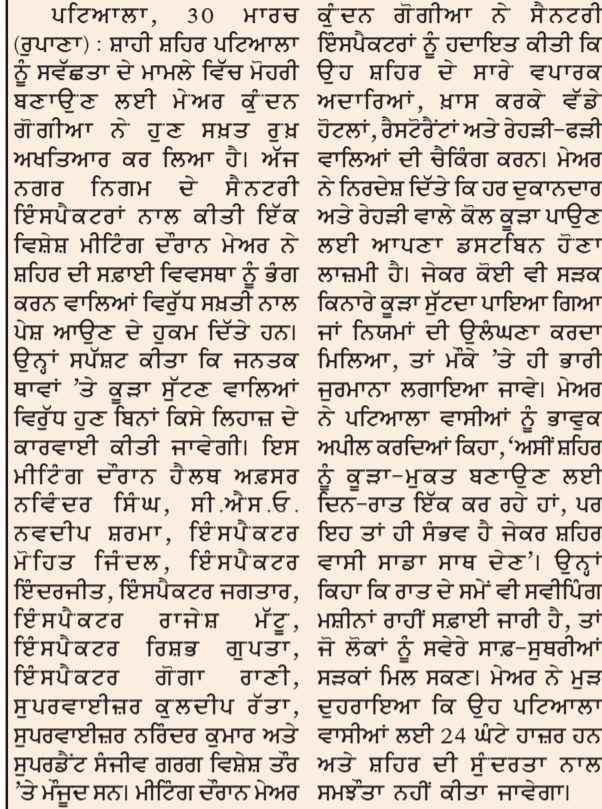 ਪਟਿਆਲਾ, 30 ਮਾਰਚ
(ਰੁਪਾਣਾ) : ਸ਼ਾਹੀ ਸ਼ਹਿਰ ਪਟਿਆਲਾ
ਨੂੰ ਸਵੱਛਤਾ ਦੇ ਮਾਮਲੇ ਵਿੱਚ ਮੋਹਰੀ
ਬਣਾਉਣ ਲਈ ਮੇਅਰ ਕੁੰਦਨ
ਗੋਗੀਆ ਨੇ ਹੁਣ ਸਖ਼ਤ ਰੁਖ਼
ਅਖਤਿਆਰ ਕਰ ਲਿਆ ਹੈ। ਅੱਜ
ਨਗਰ ਨਿਗਮ ਦੇ ਸੈਨਟਰੀ
ਇੰਸਪੈਕਟਰਾਂ ਨਾਲ ਕੀਤੀ ਇੱਕ
ਵਿਸ਼ੇਸ਼ ਮੀਟਿੰਗ ਦੌਰਾਨ ਮੇਅਰ ਨੇ
ਸ਼ਹਿਰ ਦੀ ਸਫ਼ਾਈ ਵਿਵਸਥਾ ਨੂੰ ਭੰਗ
ਕਰਨ ਵਾਲਿਆਂ ਵਿਰੁੱਧ ਸਖ਼ਤੀ ਨਾਲ
ਪੇਸ਼ ਆਉਣ ਦੇ ਹੁਕਮ ਦਿੱਤੇ ਹਨ।
ਉਨ੍ਹਾਂ ਸਪੱਸ਼ਟ ਕੀਤਾ ਕਿ ਜਨਤਕ
ਥਾਵਾਂ ’ਤੇ ਕੂੜਾ ਸੁੱਟਣ ਵਾਲਿਆਂ
ਵਿਰੁੱਧ ਹੁਣ ਬਿਨਾਂ ਕਿਸੇ ਲਿਹਾਜ਼ ਦੇ
ਕਾਰਵਾਈ ਕੀਤੀ ਜਾਵੇਗੀ। ਇਸ
ਮੀਟਿੰਗ ਦੌਰਾਨ ਹੈਲਥ ਅਫ਼ਸਰ
ਨਵਿੰਦਰ ਸਿੰਘ, ਸੀ.ਐਸ.ਓ.
ਨਵਦੀਪ ਸ਼ਰਮਾ, ਇੰਸਪੈਕਟਰ
ਮੋਹਿਤ ਜਿੰਦਲ, ਇੰਸਪੈਕਟਰ
ਇੰਦਰਜੀਤ, ਇੰਸਪੈਕਟਰ ਜਗਤਾਰ,
ਇੰਸਪੈਕਟਰ ਰਾਜੇਸ਼ ਮੱਟੂ,
ਇੰਸਪੈਕਟਰ ਰਿਸ਼ਭ ਗੁਪਤਾ,
ਇੰਸਪੈਕਟਰ ਗੋਗਾ ਰਾਣੀ,
ਸੁਪਰਵਾਈਜ਼ਰ ਕੁਲਦੀਪ ਰੱਤਾ,
ਸੁਪਰਵਾਈਜ਼ਰ ਨਰਿੰਦਰ ਕੁਮਾਰ ਅਤੇ
ਸੁਪਰਡੈਂਟ ਸੰਜੀਵ ਗਰਗ ਵਿਸ਼ੇਸ਼ ਤੌਰ
’ਤੇ ਮੌਜੂਦ ਸਨ। ਮੀਟਿੰਗ ਦੌਰਾਨ ਮੇਅਰ
ਕੁੰਦਨ ਗੋਗੀਆ ਨੇ ਸੈਨਟਰੀ
ਇੰਸਪੈਕਟਰਾਂ ਨੂੰ ਹਦਾਇਤ ਕੀਤੀ ਕਿ
ਉਹ ਸ਼ਹਿਰ ਦੇ ਸਾਰੇ ਵਪਾਰਕ
ਅਦਾਰਿਆਂ, ਖ਼ਾਸ ਕਰਕੇ ਵੱਡੇ
ਹੋਟਲਾਂ, ਰੈਸਟੋਰੈਂਟਾਂ ਅਤੇ ਰੇਹੜੀ-ਫੜੀ
ਵਾਲਿਆਂ ਦੀ ਚੈਕਿੰਗ ਕਰਨ। ਮੇਅਰ
ਨੇ ਨਿਰਦੇਸ਼ ਦਿੱਤੇ ਕਿ ਹਰ ਦੁਕਾਨਦਾਰ
ਅਤੇ ਰੇਹੜੀ ਵਾਲੇ ਕੋਲ ਕੂੜਾ ਪਾਉਣ
ਲਈ ਆਪਣਾ ਡਸਟਬਿਨ ਹੋਣਾ
ਲਾਜ਼ਮੀ ਹੈ। ਜੇਕਰ ਕੋਈ ਵੀ ਸੜਕ
ਕਿਨਾਰੇ ਕੂੜਾ ਸੁੱਟਦਾ ਪਾਇਆ ਗਿਆ
ਜਾਂ ਨਿਯਮਾਂ ਦੀ ਉਲੰਘਣਾ ਕਰਦਾ
ਮਿਲਿਆ, ਤਾਂ ਮੌਕੇ ’ਤੇ ਹੀ ਭਾਰੀ
ਜੁਰਮਾਨਾ ਲਗਾਇਆ ਜਾਵੇ। ਮੇਅਰ
ਨੇ ਪਟਿਆਲਾ ਵਾਸੀਆਂ ਨੂੰ ਭਾਵੁਕ
ਅਪੀਲ ਕਰਦਿਆਂ ਕਿਹਾ, ‘ਅਸੀਂ ਸ਼ਹਿਰ
ਨੂੰ ਕੂੜਾ-ਮੁਕਤ ਬਣਾਉਣ ਲਈ
ਦਿਨ-ਰਾਤ ਇੱਕ ਕਰ ਰਹੇ ਹਾਂ, ਪਰ
ਇਹ ਤਾਂ ਹੀ ਸੰਭਵ ਹੈ ਜੇਕਰ ਸ਼ਹਿਰ
ਵਾਸੀ ਸਾਡਾ ਸਾਥ ਦੇਣ’। ਉਨ੍ਹਾਂ
ਕਿਹਾ ਕਿ ਰਾਤ ਦੇ ਸਮੇਂ ਵੀ ਸਵੀਪਿੰਗ
ਮਸ਼ੀਨਾਂ ਰਾਹੀਂ ਸਫ਼ਾਈ ਜਾਰੀ ਹੈ, ਤਾਂ
ਜੋ ਲੋਕਾਂ ਨੂੰ ਸਵੇਰੇ ਸਾਫ਼-ਸੁਥਰੀਆਂ
ਸੜਕਾਂ ਮਿਲ ਸਕਣ। ਮੇਅਰ ਨੇ ਮੁੜ
ਦੁਹਰਾਇਆ ਕਿ ਉਹ ਪਟਿਆਲਾ
ਵਾਸੀਆਂ ਲਈ 24 ਘੰਟੇ ਹਾਜ਼ਰ ਹਨ
ਅਤੇ ਸ਼ਹਿਰ ਦੀ ਸੁੰਦਰਤਾ ਨਾਲ
ਸਮਝੌਤਾ ਨਹੀਂ ਕੀਤਾ ਜਾਵੇਗਾ।